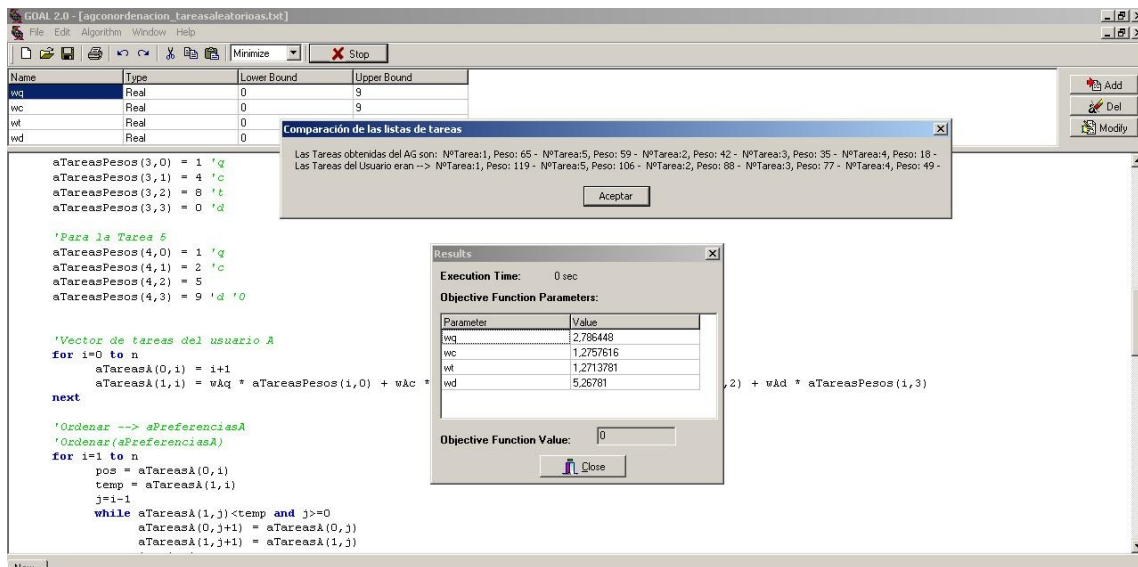 GOAL 2.0 - [agconordenacion_tareasaleatorioas.txt]
File Edit Algorithm Window Help
Minimize Stop
Name Type Lower Bound Upper Bound
wq Real 0 9
wc Real 0 9
wt Real 0
wd Real 0
Add
Del
Modify
Comparación de las listas de tareas
Las Tareas obtenidas del AG son: NºTarea:1, Peso: 65 - NºTarea:5, Peso: 59 - NºTarea:2, Peso: 42 - NºTarea:3, Peso: 35 - NºTarea:4, Peso: 18 -
Las Tareas del Usuario eran --> NºTarea:1, Peso: 119 - NºTarea:5, Peso: 106 - NºTarea:2, Peso: 88 - NºTarea:3, Peso: 77 - NºTarea:4, Peso: 49 -
Aceptar
aTareasPesos(3,0) = 1 'q
aTareasPesos(3,1) = 4 'c
aTareasPesos(3,2) = 8 't
aTareasPesos(3,3) = 0 'd
'Para la Tarea 5
aTareasPesos(4,0) = 1 'q
aTareasPesos(4,1) = 2 'c
aTareasPesos(4,2) = 5
aTareasPesos(4,3) = 9 'd '0
'Vector de tareas del usuario A
for i=0 to n
aTareasA(0,i) = i+1
aTareasA(1,i) = wAq * aTareasPesos(i,0) + wAc * ,2) + wAd * aTareasPesos(i,3)
next
'Ordenar --> aPreferenciasA
'Ordenar(aPreferenciasA)
for i=1 to n
pos = aTareasA(0,i)
temp = aTareasA(1,i)
j=i-1
while aTareasA(1,j)<temp and j>=0
aTareasA(0,j+1) = aTareasA(0,j)
aTareasA(1,j+1) = aTareasA(1,j)
Results
Execution Time: 0 sec
Objective Function Parameters:
Parameter Value
wq 2,786448
wc 1,2757616
wt 1,2713781
wd 5,26781
Objective Function Value: 0
Close